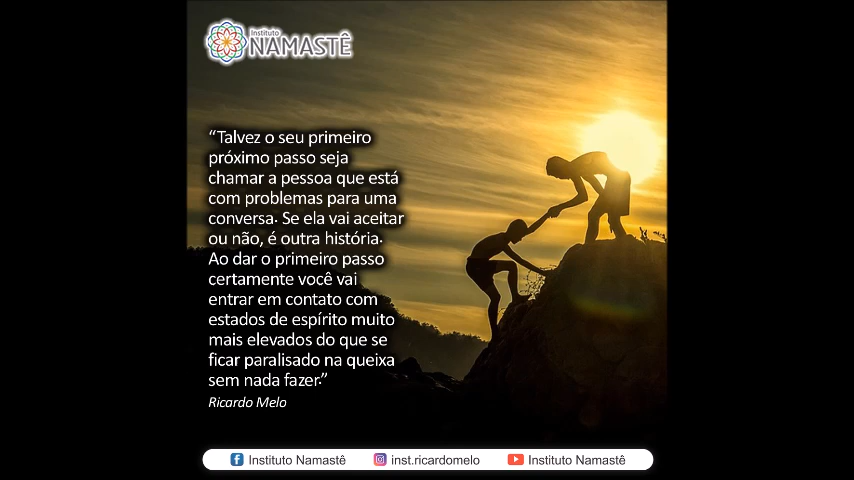 Instituto
NAMASTÊ
“Talvez o seu primeiro
próximo passo seja
chamar a pessoa que está
com problemas para uma
conversa. Se ela vai aceitar
ou não, é outra história.
Ao dar o primeiro passo
certamente você vai
entrar em contato com
estados de espírito muito
mais elevados do que se
ficar paralisado na queixa
sem nada fazer.”
Ricardo Melo
Instituto Namastê inst.ricardomelo Instituto Namastê